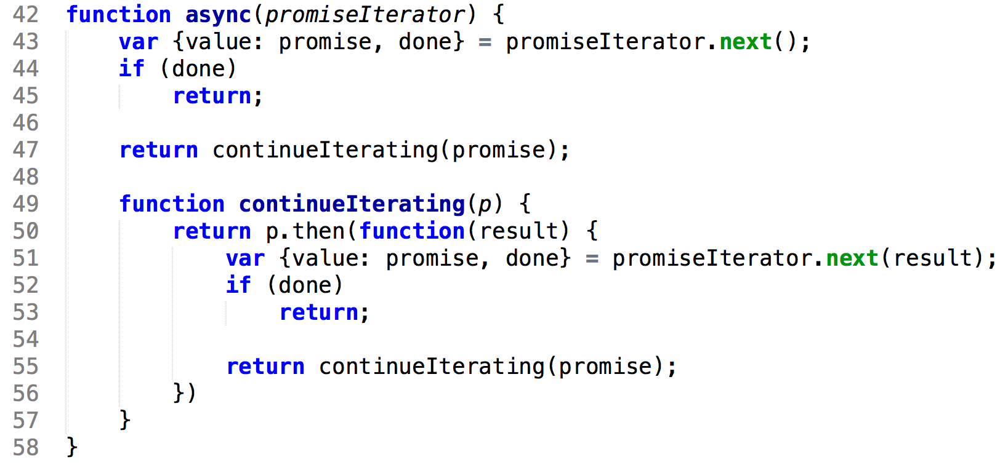 42 function async(promiseIterator) {
43     var {value: promise, done} = promiseIterator.next();
44     if (done)
45         return;
46
47     return continueIterating(promise);
48
49     function continueIterating(p) {
50         return p.then(function(result) {
51             var {value: promise, done} = promiseIterator.next(result);
52             if (done)
53                 return;
54
55             return continueIterating(promise);
56         })
57     }
58 }